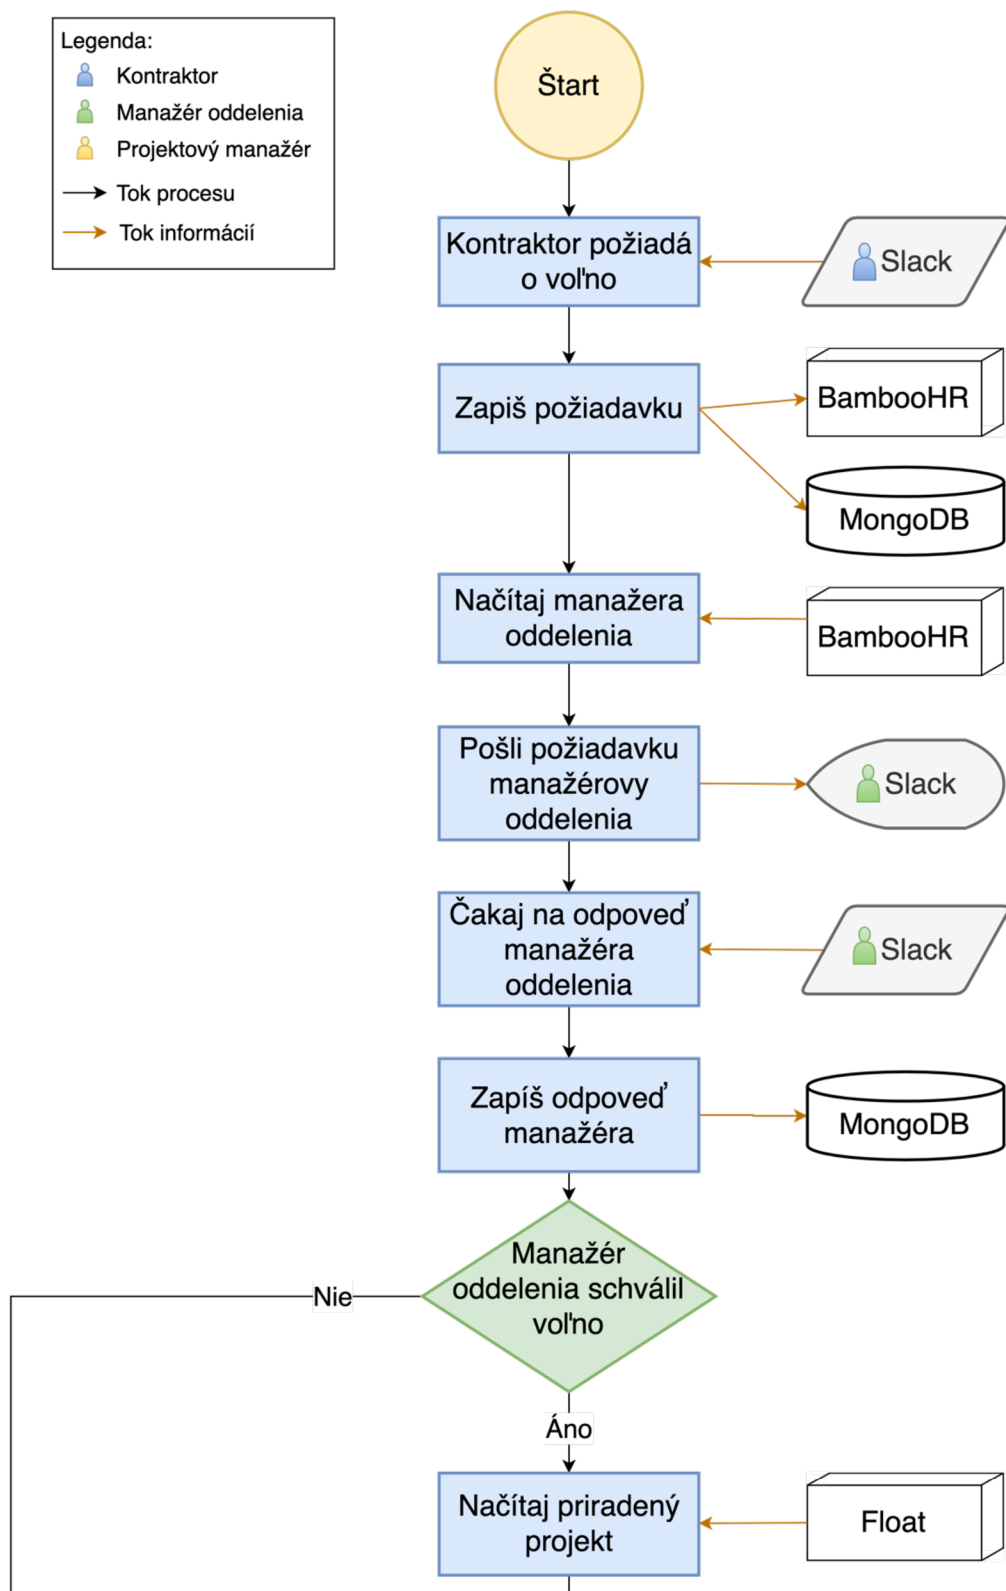 Legenda:
Kontraktor
Manažér oddelenia
Projektový manažér
Tok procesu
Tok informácií
Štart
Kontraktor požiadá
o voľno
Slack
Zapiš požiadavku
BambooHR
MongoDB
Načítaj manažera
oddelenia
BambooHR
Pošli požiadavku
manažérovy
oddelenia
Slack
Čakaj na odpoveď
manažéra
oddelenia
Slack
Zapíš odpoveď
manažéra
MongoDB
Manažér
oddelenia schválil
voľno
Nie
Áno
Načítaj priradený
projekt
Float